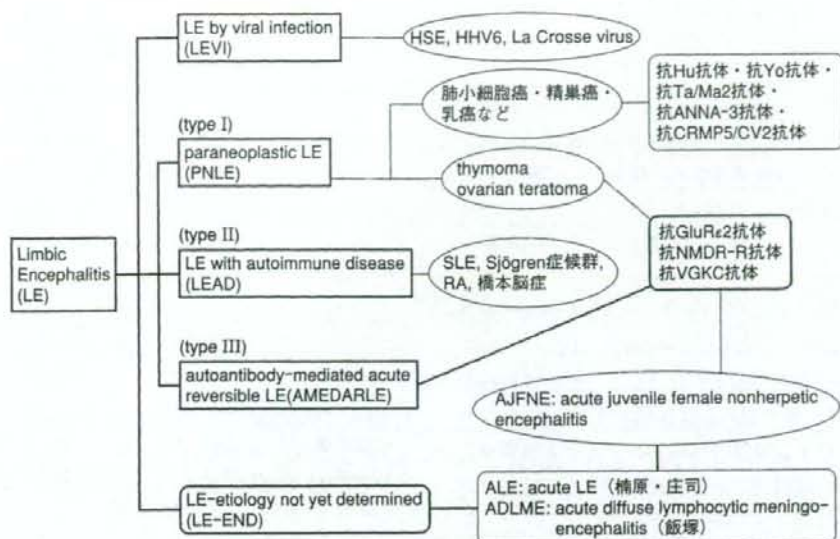 LE by viral infection
(LEVI)
HSE, HHV6, La Crosse virus
肺小細胞癌・精巣癌・
乳癌など
抗Hu抗体・抗Yo抗体・
抗Ta/Ma2抗体・
抗ANNA-3抗体・
抗CRMP5/CV2抗体
(type I)
paraneoplastic LE
(PNLE)
thymoma
ovarian teratoma
Limbic
Encephalitis
(LE)
(type II)
LE with autoimmune disease
(LEAD)
SLE, Sjögren症候群,
RA, 橋本脳症
抗GluRε2抗体
抗NMDR-R抗体
抗VGKC抗体
(type III)
autoantibody-mediated acute
reversible LE(AMEDARLE)
AJFNE: acute juvenile female nonherpetic
encephalitis
LE-etiology not yet determined
(LE-END)
ALE: acute LE（楠原・庄司）
ADLME: acute diffuse lymphocytic meningo-
encephalitis（飯塚）